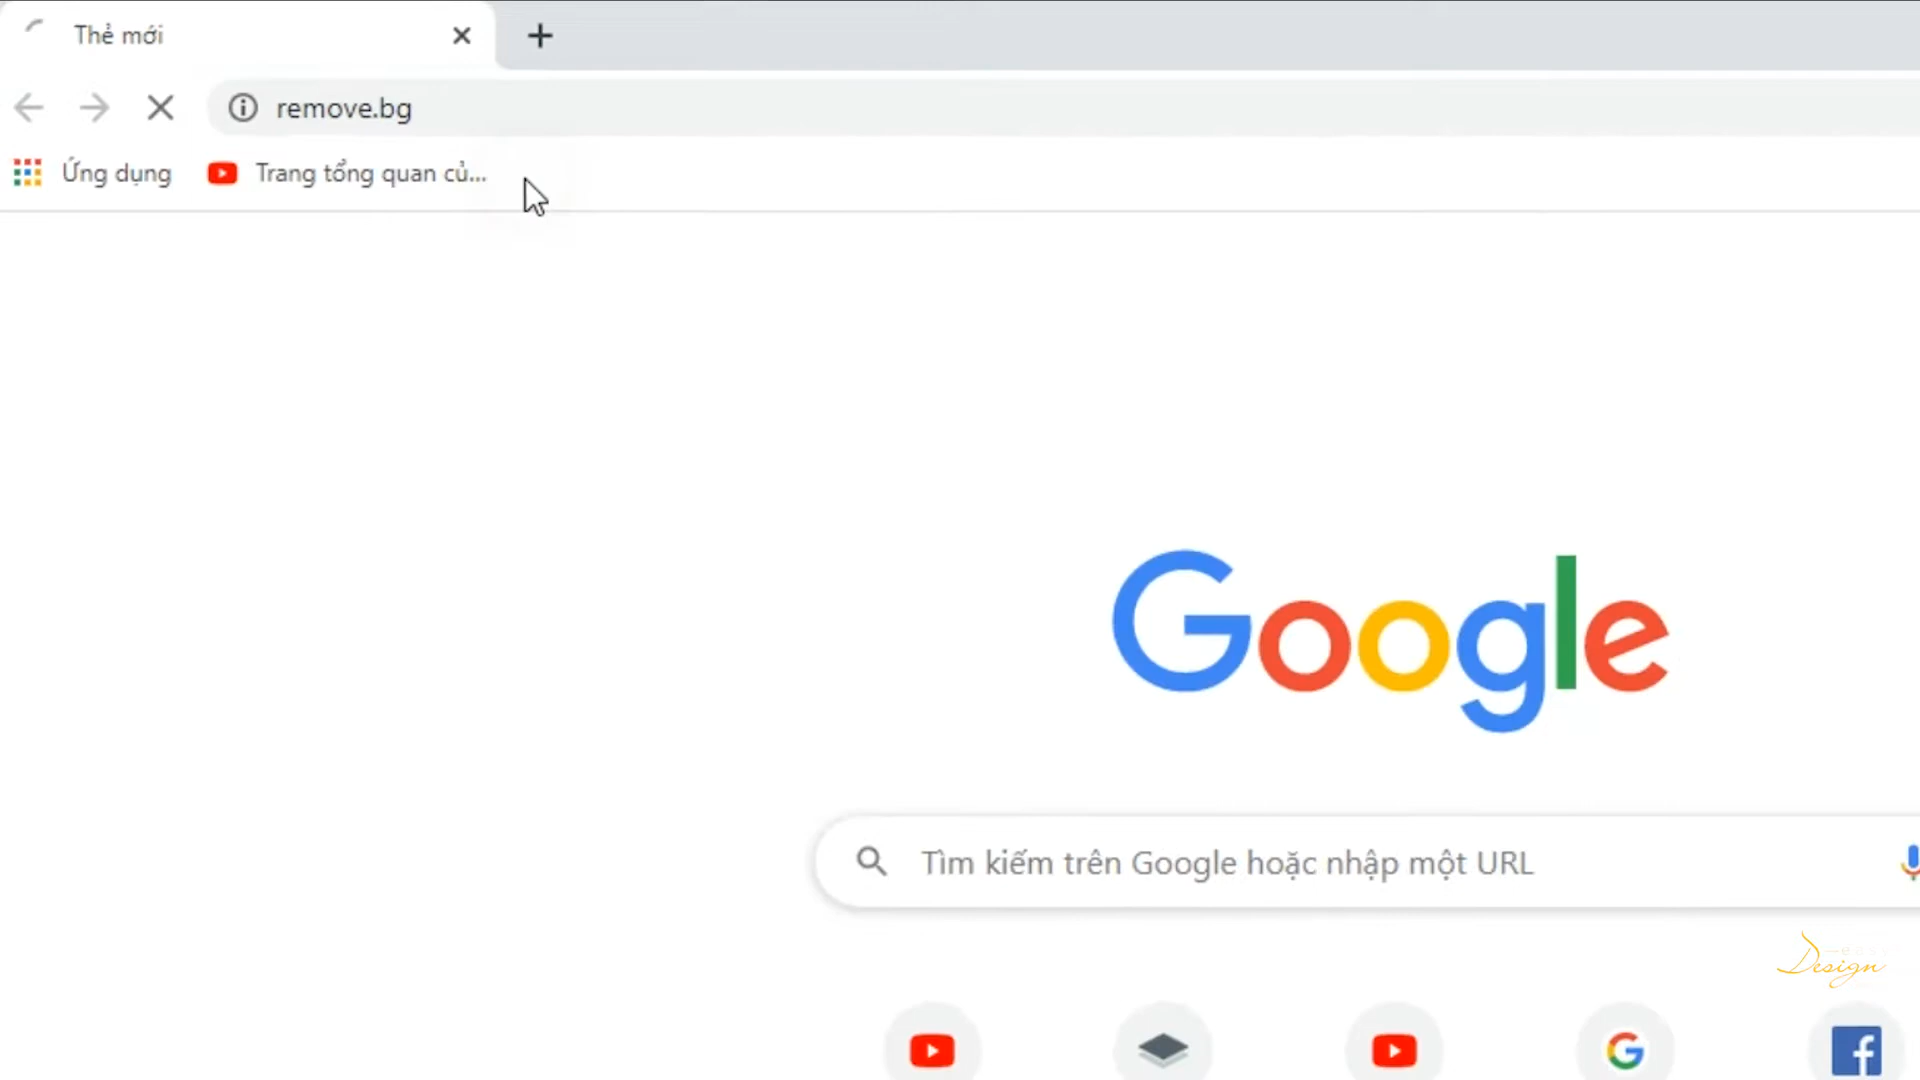 Thẻ mới
remove.bg
Ứng dụng
Trang tổng quan củ...
Google
Tìm kiếm trên Google hoặc nhập một URL
Design